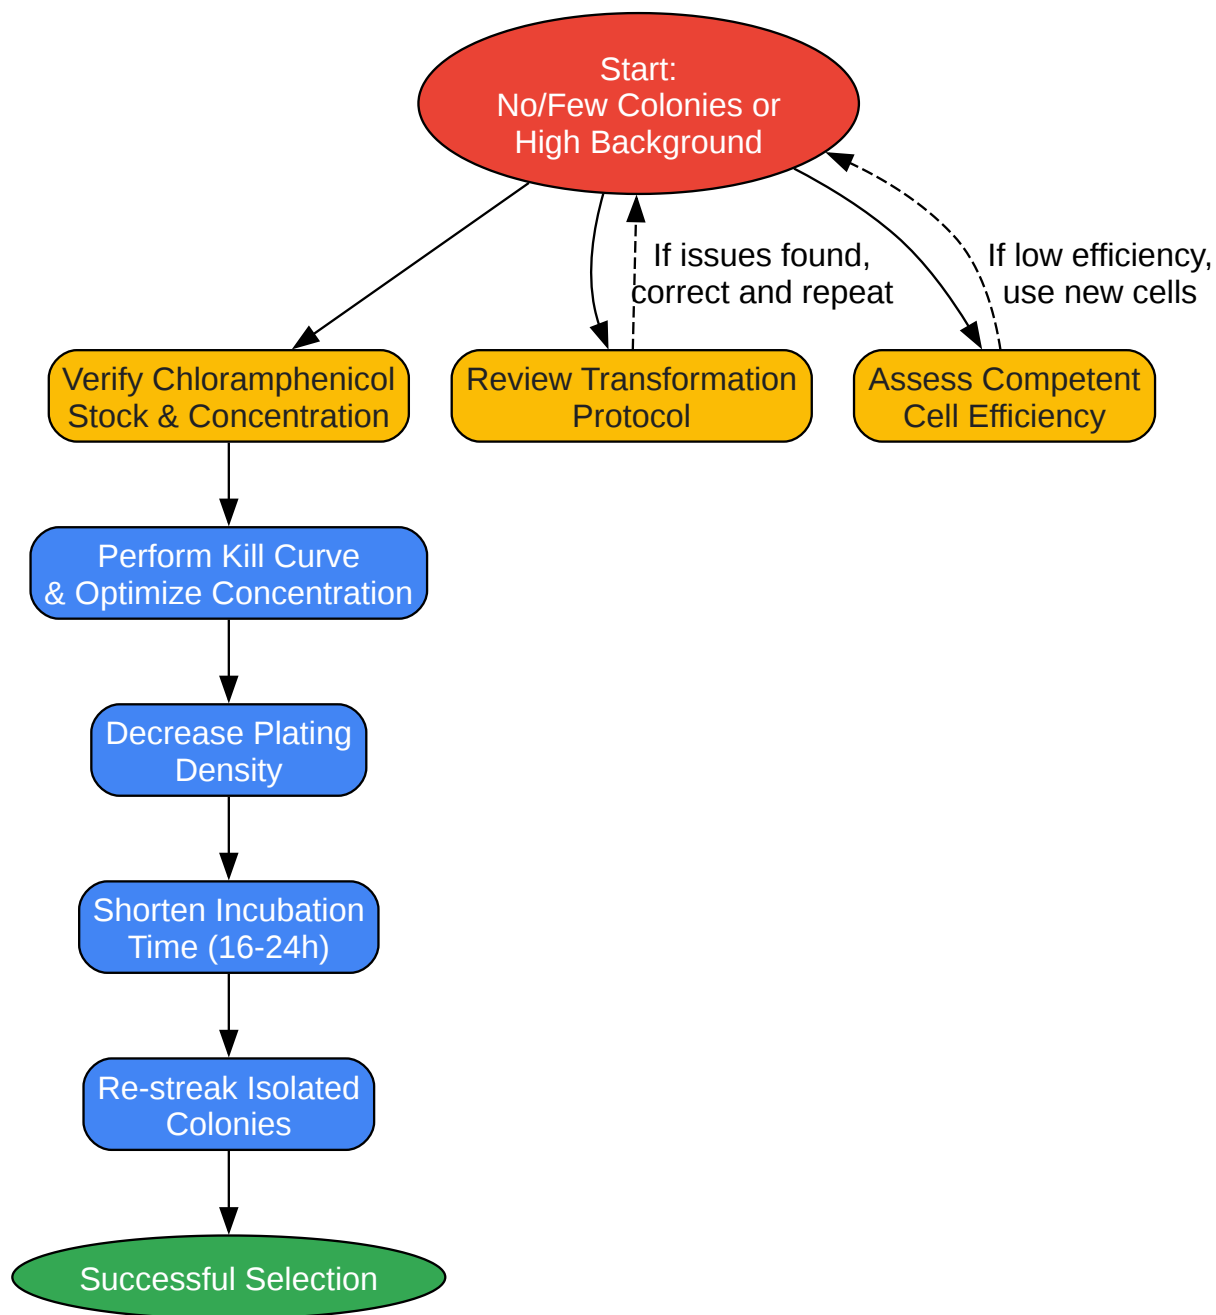 Start:
No/Few Colonies or
High Background
If issues found,
correct and repeat
If low efficiency,
use new cells
Verify Chloramphenicol
Stock & Concentration
Review Transformation
Protocol
Assess Competent
Cell Efficiency
Perform Kill Curve
& Optimize Concentration
Decrease Plating
Density
Shorten Incubation
Time (16-24h)
Re-streak Isolated
Colonies
Successful Selection